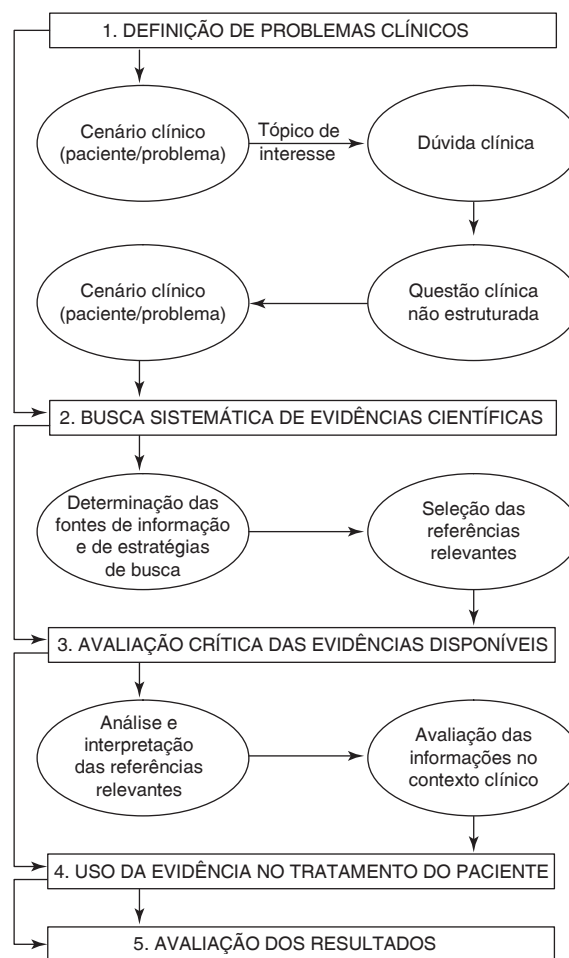 1. DEFINIÇÃO DE PROBLEMAS CLÍNICOS
Cenário clínico
(paciente/problema)
Tópico de
interesse
Dúvida clínica
Cenário clínico
(paciente/problema)
Questão clínica
não estruturada
2. BUSCA SISTEMÁTICA DE EVIDÊNCIAS CIENTÍFICAS
Determinação das
fontes de informação
e de estratégias
de busca
Seleção das
referências
relevantes
3. AVALIAÇÃO CRÍTICA DAS EVIDÊNCIAS DISPONÍVEIS
Análise e
interpretação
das referências
relevantes
Avaliação das
informações no
contexto clínico
4. USO DA EVIDÊNCIA NO TRATAMENTO DO PACIENTE
5. AVALIAÇÃO DOS RESULTADOS